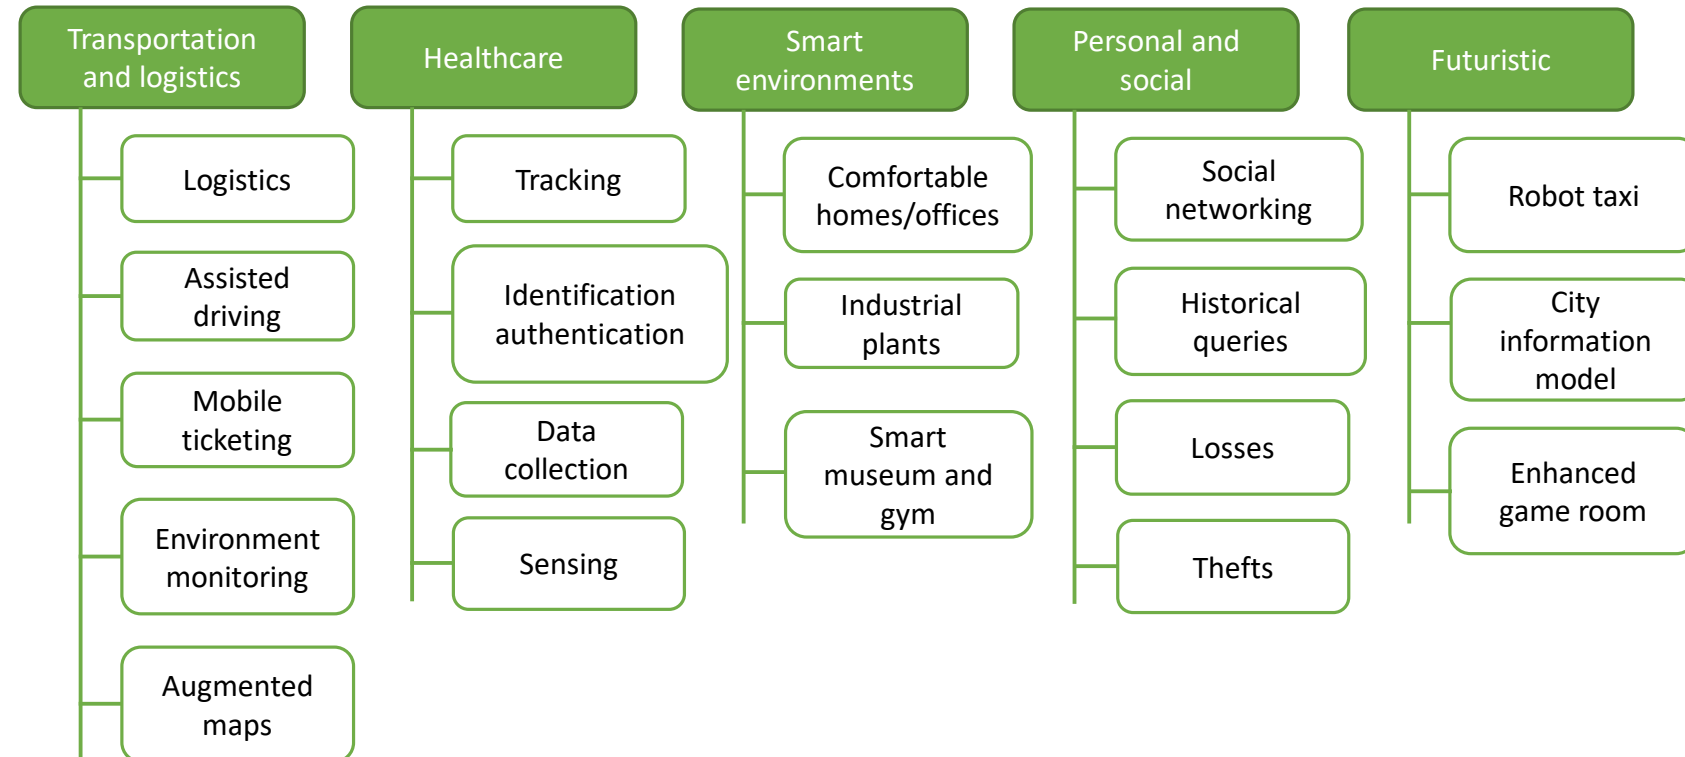 Transportation
and logistics
Logistics
Assisted
driving
Mobile
ticketing
Environment
monitoring
Augmented
maps
Healthcare
Tracking
Identification
authentication
Data
collection
Sensing
Smart
environments
Comfortable
homes/offices
Industrial
plants
Smart
museum and
gym
Personal and
social
Social
networking
Historical
queries
Losses
Thefts
Futuristic
Robot taxi
City
information
model
Enhanced
game room